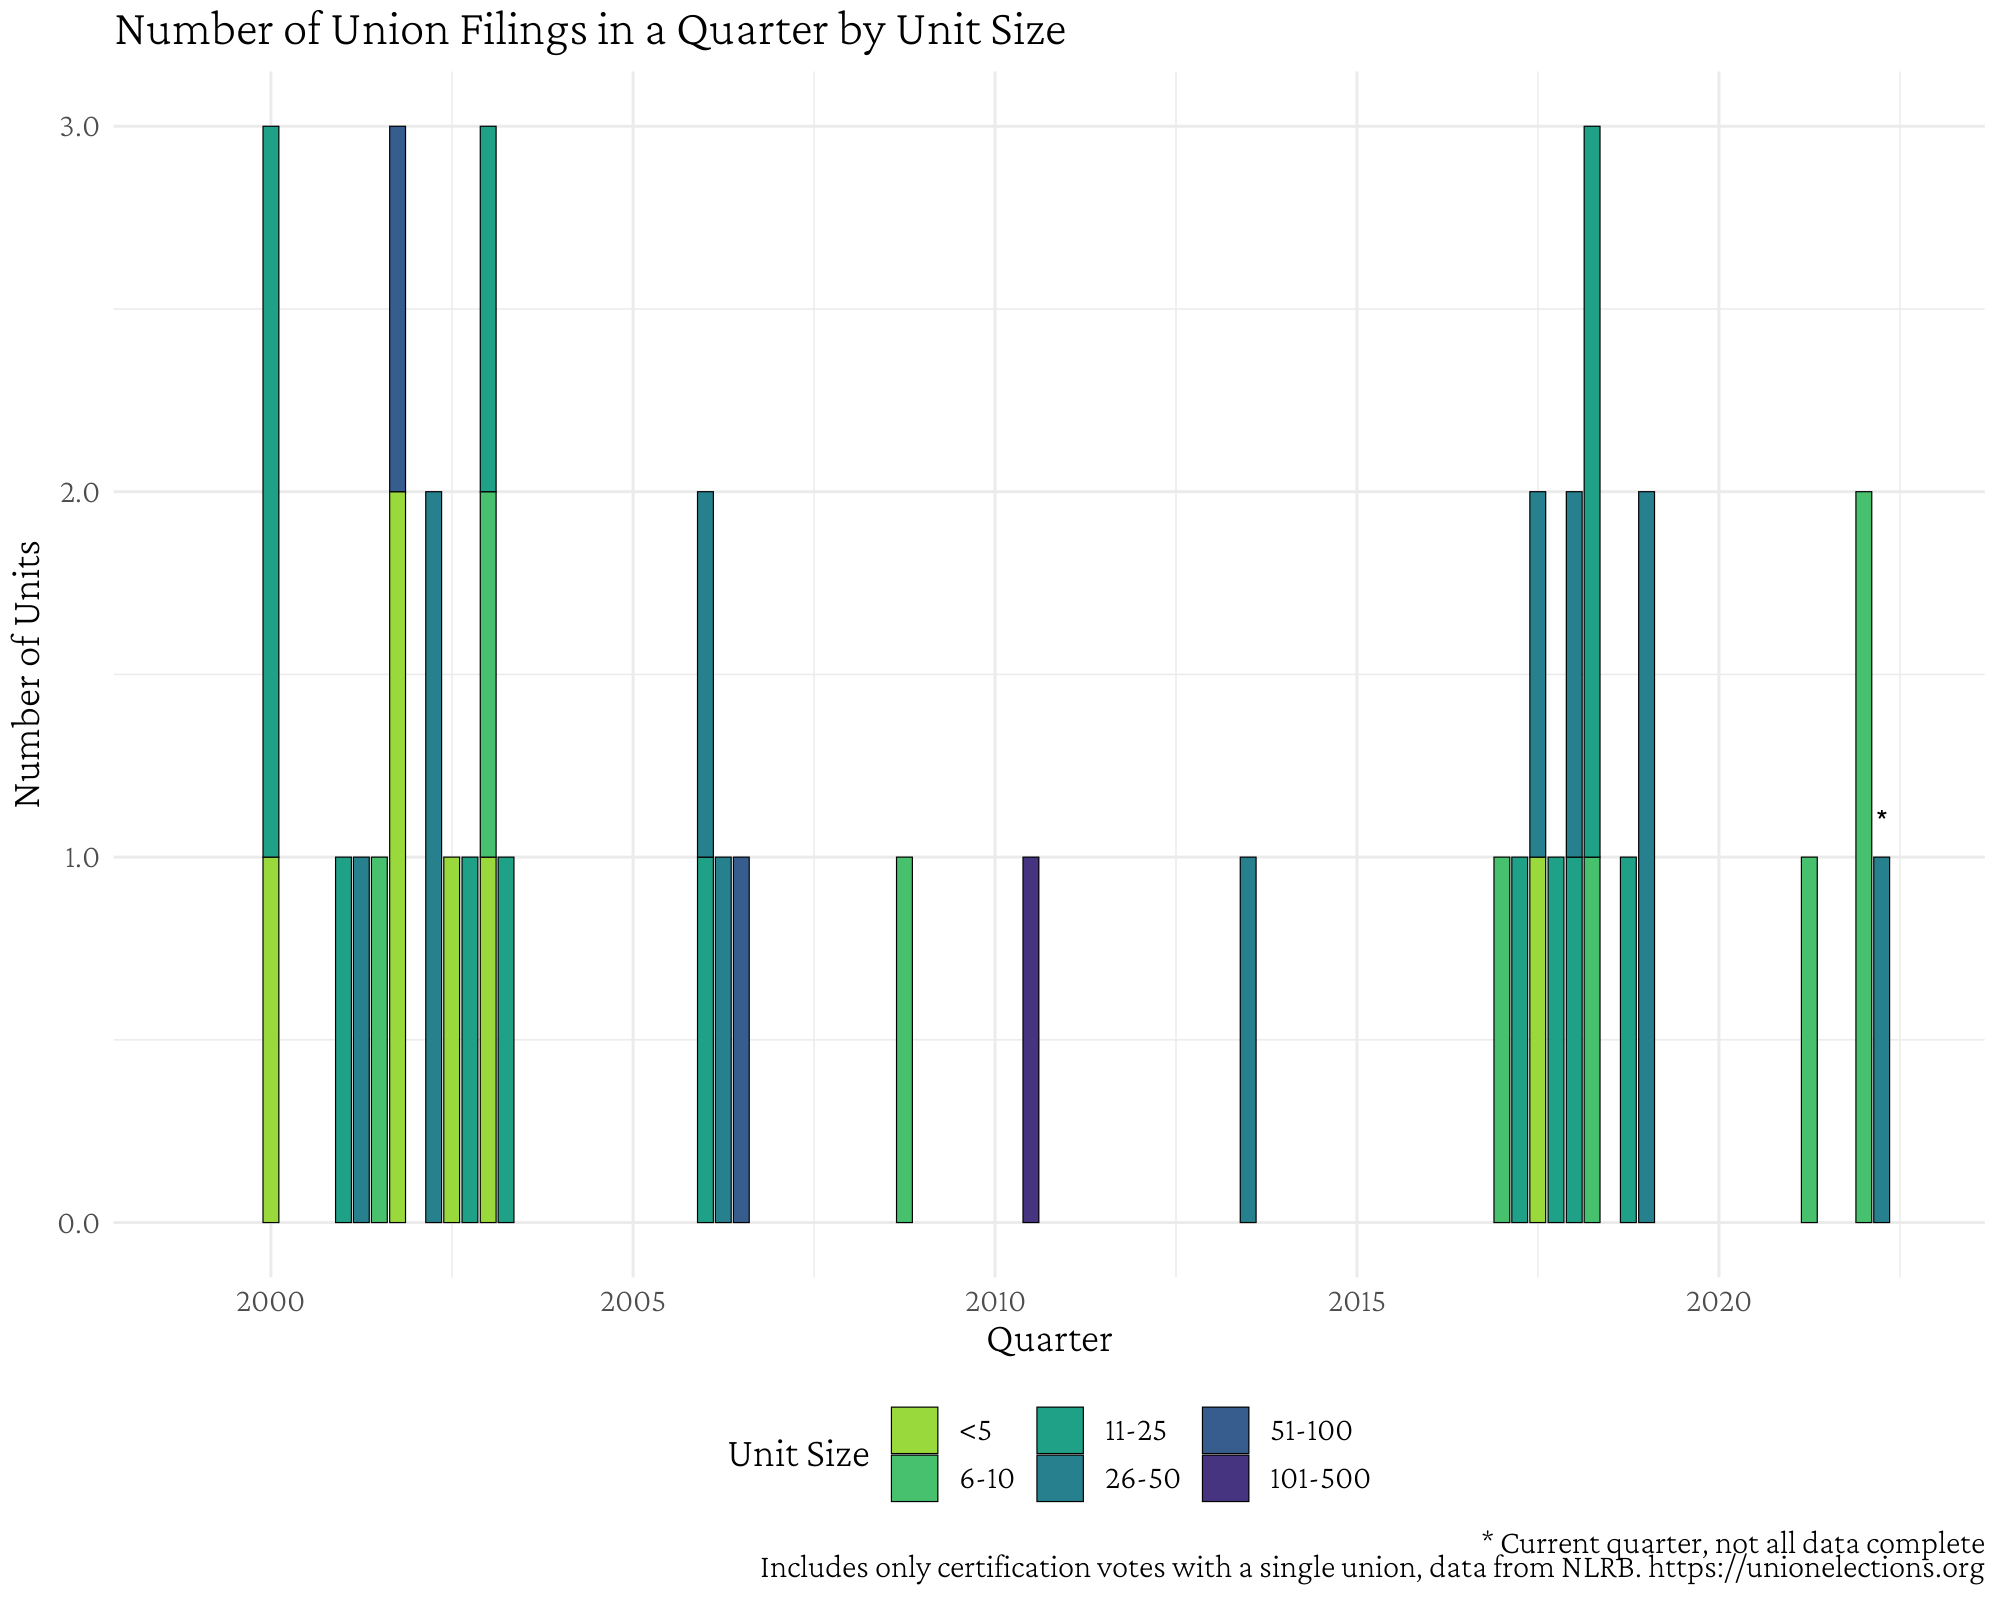 Number of Union Filings in a Quarter by Unit Size
Number of Units
3.0
2.0
1.0
0.0
*
2000 2005 2010 2015 2020
Quarter
Unit Size
<5 11-25 51-100
6-10 26-50 101-500
* Current quarter, not all data complete
Includes only certification votes with a single union, data from NLRB. https://unionelections.org